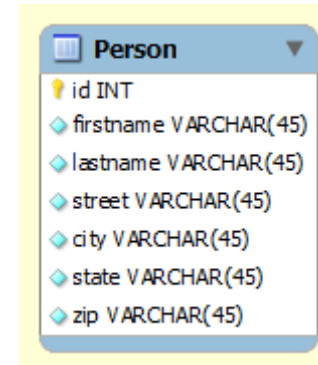 Person
id INT
firstname VARCHAR(45)
lastname VARCHAR(45)
street VARCHAR(45)
city VARCHAR(45)
state VARCHAR(45)
zip VARCHAR(45)